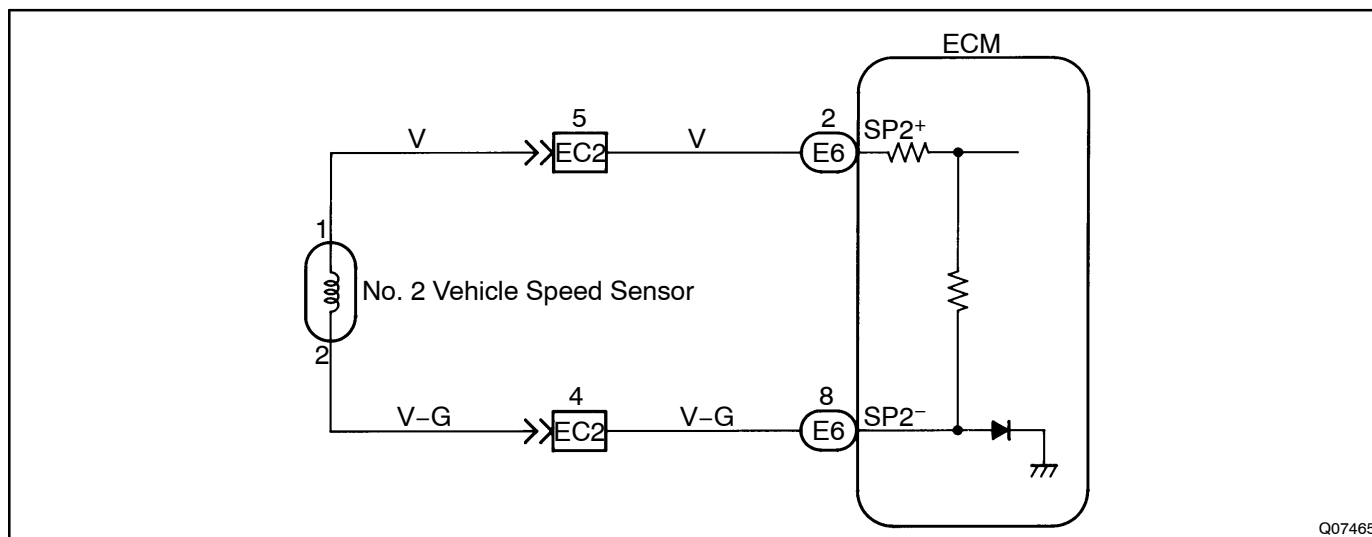 ECM
5
2
V
EC2
V
E6
SP2+
1
No. 2 Vehicle Speed Sensor
2
4
8
V−G
EC2
V−G
E6
SP2−
Q07465